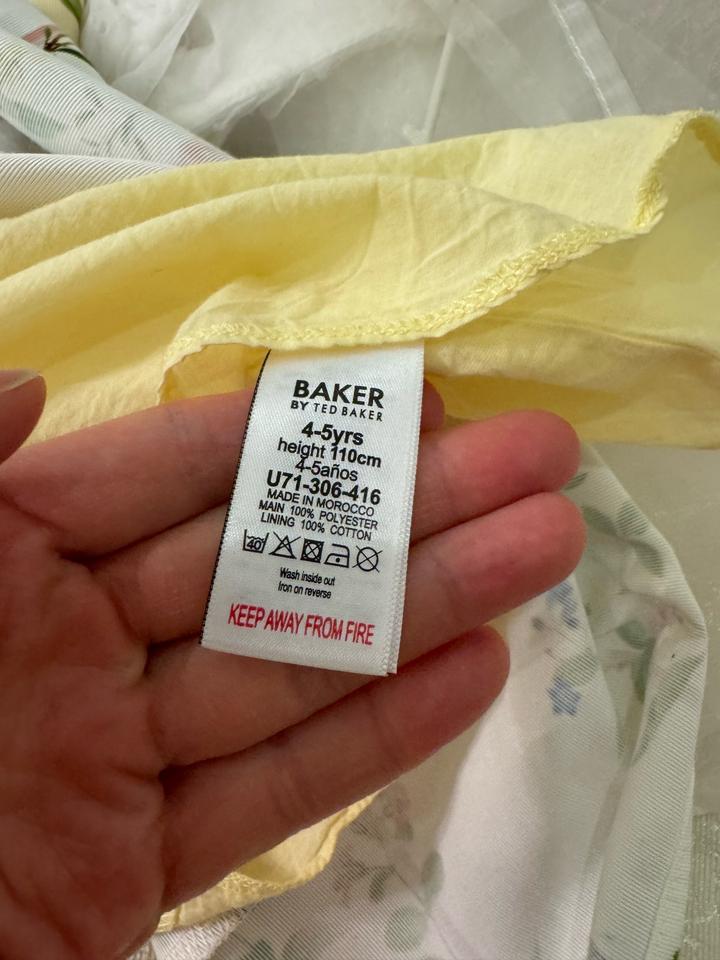 BAKER
BY TED BAKER
4-5yrs
height 110cm
4-5años
U71-306-416
MADE IN MOROCCO
MAIN 100% POLYESTER
LINING 100% COTTON
40
Wash inside out
Iron on reverse
KEEP AWAY FROM FIRE